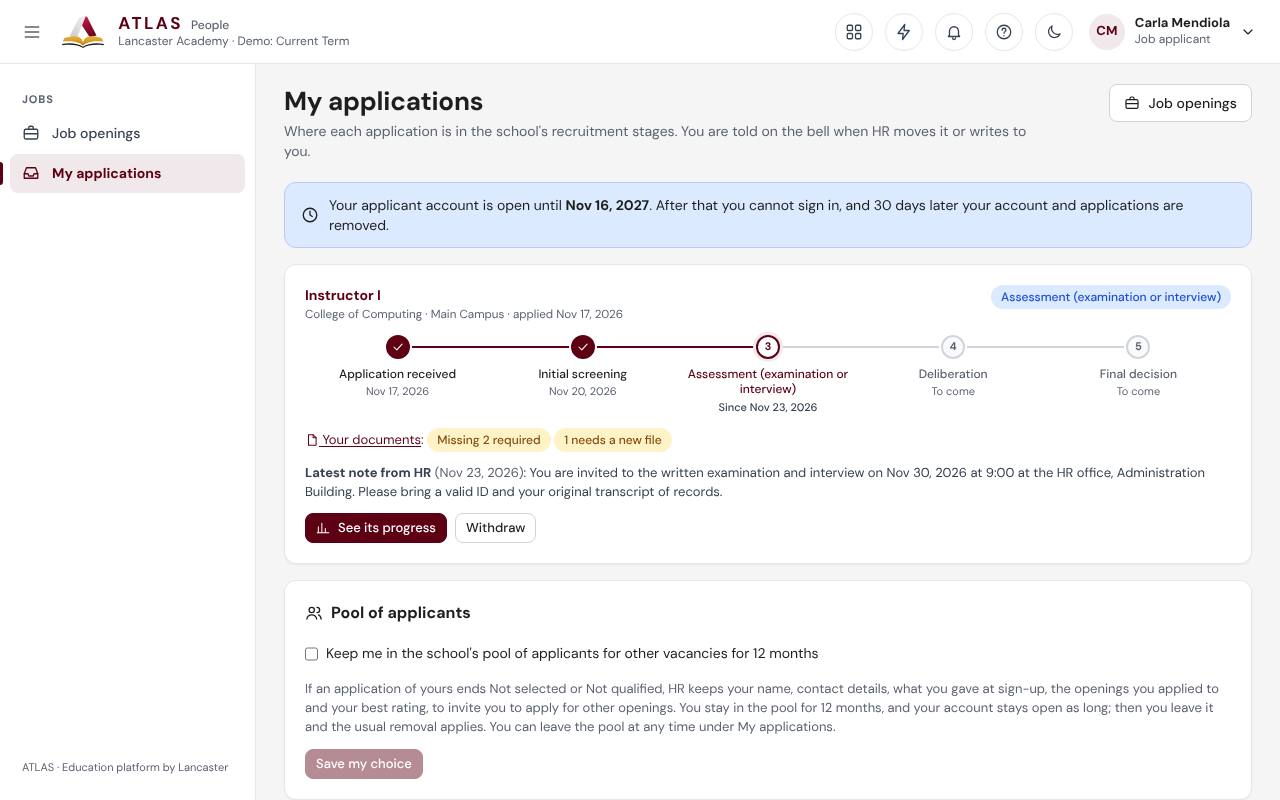 ATLAS People
Lancaster Academy · Demo: Current Term
CM
Carla Mendiola
Job applicant
JOBS
Job openings
My applications
ATLAS · Education platform by Lancaster
My applications
Job openings
Where each application is in the school's recruitment stages. You are told on the bell when HR moves it or writes to
you.
Your applicant account is open until Nov 16, 2027. After that you cannot sign in, and 30 days later your account and applications are
removed.
Instructor I
Assessment (examination or interview)
College of Computing · Main Campus · applied Nov 17, 2026
3
4
5
Application received
Nov 17, 2026
Initial screening
Nov 20, 2026
Assessment (examination or
interview)
Since Nov 23, 2026
Deliberation
To come
Final decision
To come
Your documents: Missing 2 required 1 needs a new file
Latest note from HR (Nov 23, 2026): You are invited to the written examination and interview on Nov 30, 2026 at 9:00 at the HR office, Administration
Building. Please bring a valid ID and your original transcript of records.
See its progress
Withdraw
Pool of applicants
Keep me in the school's pool of applicants for other vacancies for 12 months
If an application of yours ends Not selected or Not qualified, HR keeps your name, contact details, what you gave at sign-up, the openings you applied to
and your best rating, to invite you to apply for other openings. You stay in the pool for 12 months, and your account stays open as long; then you leave it
and the usual removal applies. You can leave the pool at any time under My applications.
Save my choice